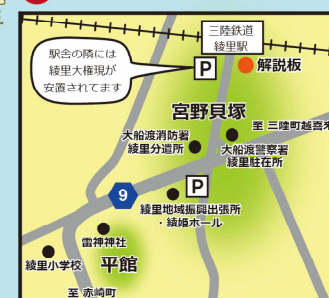 三陸鉄道
綾里駅
駅舎の隣には
綾里大権現が
安置されてます
P
解説板
宮野貝塚
至 三陸町越喜来
大船渡消防署
綾里分遣所
大船渡警察署
綾里駐在所
P
9
綾里地域振興出張所
・綾姫ホール
雷神神社
平館
綾里小学校
至 赤崎町